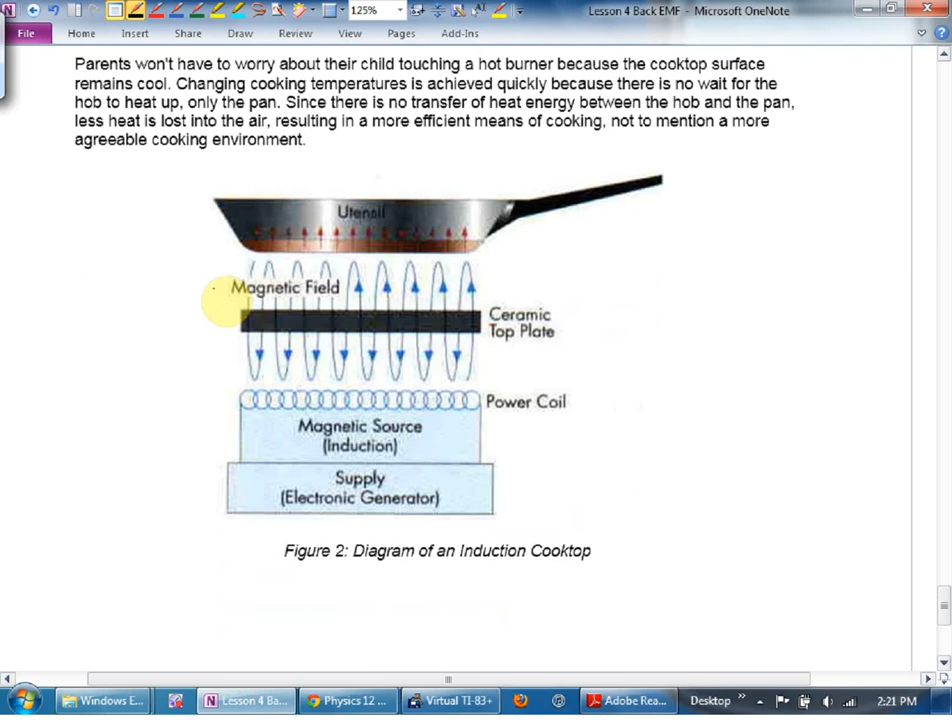 125%
Lesson 4 Back EMF - Microsoft OneNote
File Home Insert Share Draw Review View Pages Add-Ins
Parents won't have to worry about their child touching a hot burner because the cooktop surface
remains cool. Changing cooking temperatures is achieved quickly because there is no wait for the
hob to heat up, only the pan. Since there is no transfer of heat energy between the hob and the pan,
less heat is lost into the air, resulting in a more efficient means of cooking, not to mention a more
agreeable cooking environment.
Utensil
Magnetic Field
Ceramic
Top Plate
Power Coil
Magnetic Source
(Induction)
Supply
(Electronic Generator)
Figure 2: Diagram of an Induction Cooktop
Windows E... Lesson 4 Bac... Physics 12 ... Virtual TI-83+ Adobe Rea... Desktop 2:21 PM